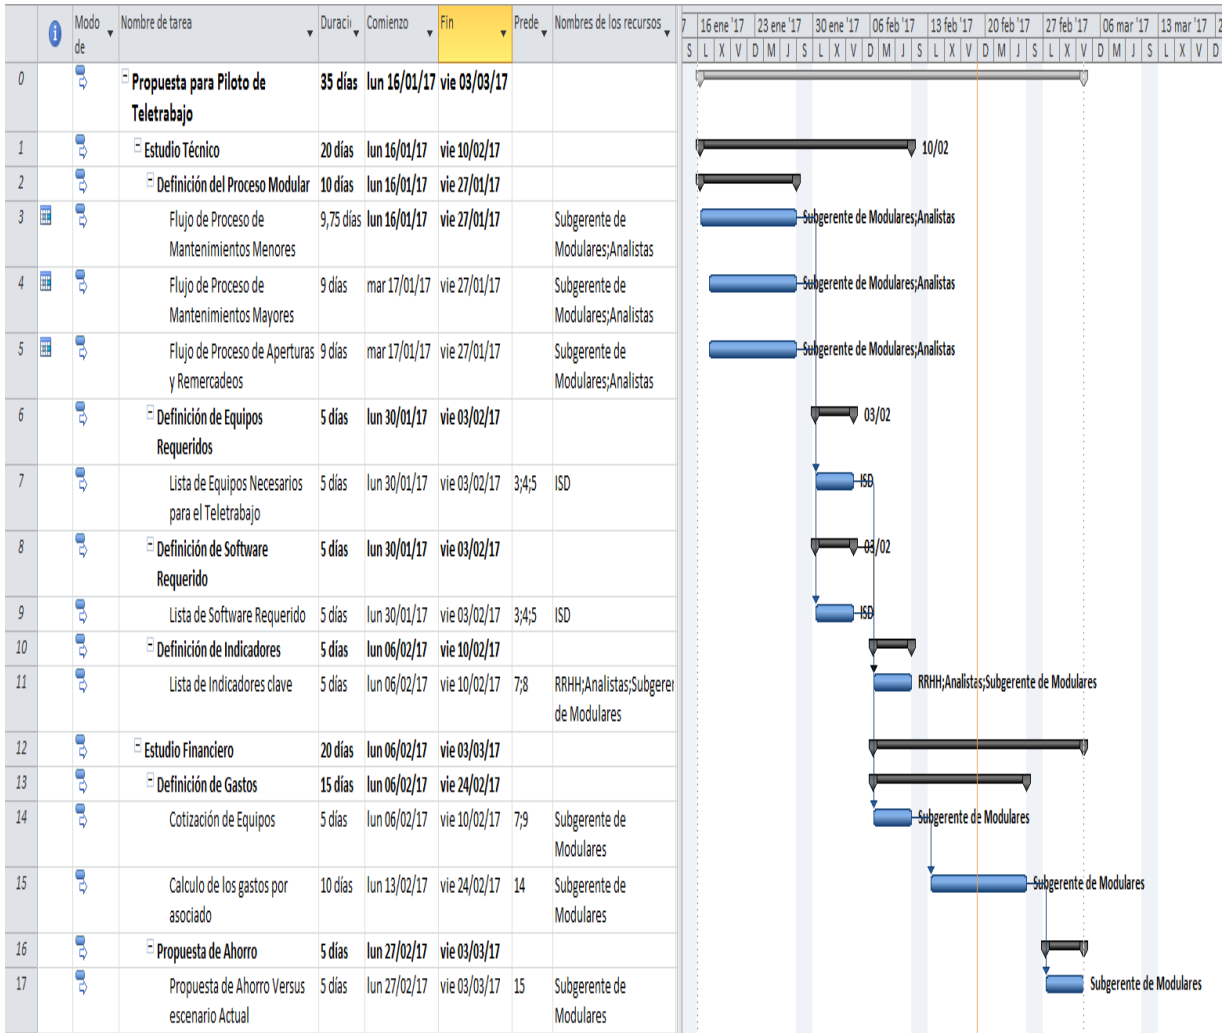 Modo de
Nombre de tarea
Duraci
Comienzo
Fin
Prede
Nombres de los recursos
7 16 ene '17 23 ene '17 30 ene '17 06 feb '17 13 feb '17 20 feb '17 27 feb '17 06 mar '17 13 mar '17 2
S L X V D M J S L X V D M J S L X V D M J S L X V D M J S L X V D
0 Propuesta para Piloto de 35 días lun 16/01/17 vie 03/03/17
Teletrabajo
1 Estudio Técnico 20 días lun 16/01/17 vie 10/02/17 10/02
2 Definición del Proceso Modular 10 días lun 16/01/17 vie 27/01/17
3 Flujo de Proceso de 9,75 días lun 16/01/17 vie 27/01/17 Subgerente de Subgerente de Modulares;Analistas
Mantenimientos Menores Modulares;Analistas
4 Flujo de Proceso de 9 días mar 17/01/17 vie 27/01/17 Subgerente de Subgerente de Modulares;Analistas
Mantenimientos Mayores Modulares;Analistas
5 Flujo de Proceso de Aperturas 9 días mar 17/01/17 vie 27/01/17 Subgerente de Subgerente de Modulares;Analistas
y Remercadeos Modulares;Analistas
6 Definición de Equipos 5 días lun 30/01/17 vie 03/02/17 03/02
Requeridos
7 Lista de Equipos Necesarios 5 días lun 30/01/17 vie 03/02/17 3;4;5 ISD ISD
para el Teletrabajo
8 Definición de Software 5 días lun 30/01/17 vie 03/02/17 03/02
Requerido
9 Lista de Software Requerido 5 días lun 30/01/17 vie 03/02/17 3;4;5 ISD ISD
10 Definición de Indicadores 5 días lun 06/02/17 vie 10/02/17
11 Lista de Indicadores clave 5 días lun 06/02/17 vie 10/02/17 7;8 RRHH;Analistas;Subgerer RRHH;Analistas;Subgerente de Modulares
de Modulares
12 Estudio Financiero 20 días lun 06/02/17 vie 03/03/17
13 Definición de Gastos 15 días lun 06/02/17 vie 24/02/17
14 Cotización de Equipos 5 días lun 06/02/17 vie 10/02/17 7;9 Subgerente de Subgerente de Modulares
Modulares
15 Calculo de los gastos por 10 días lun 13/02/17 vie 24/02/17 14 Subgerente de Subgerente de Modulares
asociado Modulares
16 Propuesta de Ahorro 5 días lun 27/02/17 vie 03/03/17
17 Propuesta de Ahorro Versus 5 días lun 27/02/17 vie 03/03/17 15 Subgerente de Subgerente de Modulares
escenario Actual Modulares